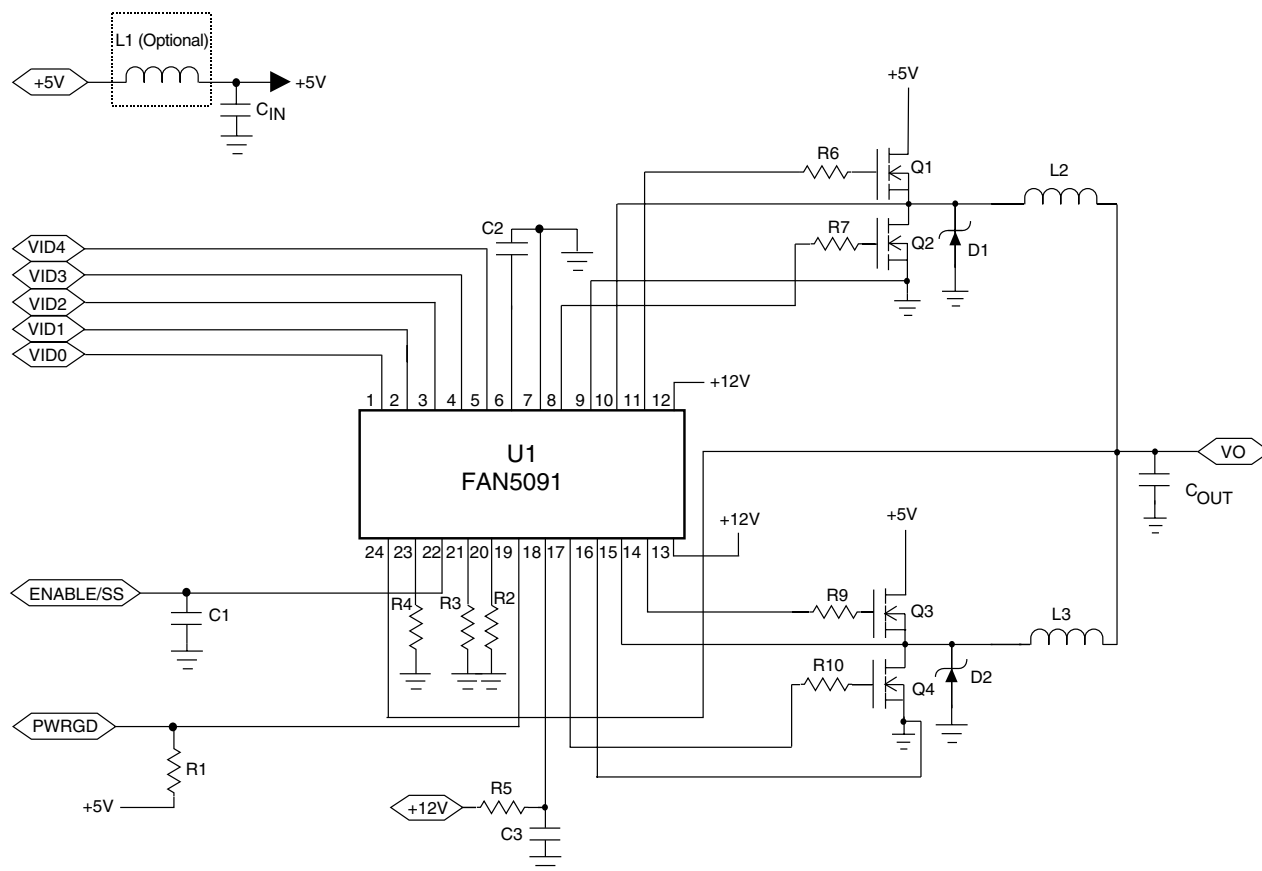 L1 (Optional)
+5V
+5V
CIN
+5V
R6
Q1
L2
C2
R7
Q2
D1
VID4
VID3
VID2
VID1
VID0
+12V
1 2 3 4 5 6 7 8 9 10 11 12
U1
FAN5091
VO
COUT
+12V
+5V
24 23 22 21 20 19 18 17 16 15 14 13
ENABLE/SS
C1
R4
R3
R2
R9
Q3
L3
R10
Q4
D2
PWRGD
R1
+5V
+12V
R5
C3